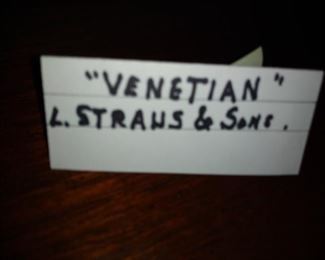 "VENETIAN"
L. STRAUS & SONS.